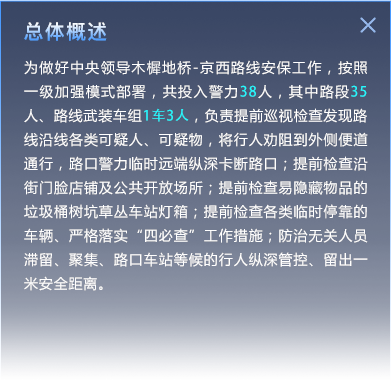 总体概述
为做好中央领导木樨地桥-京西路线安保工作，按照
一级加强模式部署，共投入警力38人，其中路段35
人、路线武装车组1车3人，负责提前巡视检查发现路
线沿线各类可疑人、可疑物，将行人劝阻到外侧便道
通行，路口警力临时远端纵深卡断路口；提前检查沿
街门脸店铺及公共开放场所；提前检查易隐藏物品的
垃圾桶树坑草丛车站灯箱；提前检查各类临时停靠的
车辆、严格落实“四必查”工作措施；防治无关人员
滞留、聚集、路口车站等候的行人纵深管控、留出一
米安全距离。